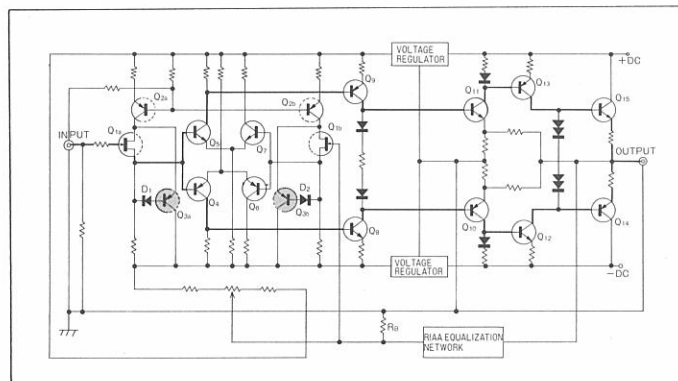 VOLTAGE
REGULATOR
+DC
Q9
Q13
Q2a
Q2b
Q11
Q15
INPUT
Q1a
Q5
Q7
Q1b
OUTPUT
D1
D2
Q3a
Q4
Q6
Q3b
Q10
Q14
Q8
Q12
VOLTAGE
REGULATOR
−DC
RB
RIAA EQUALIZATION
NETWORK